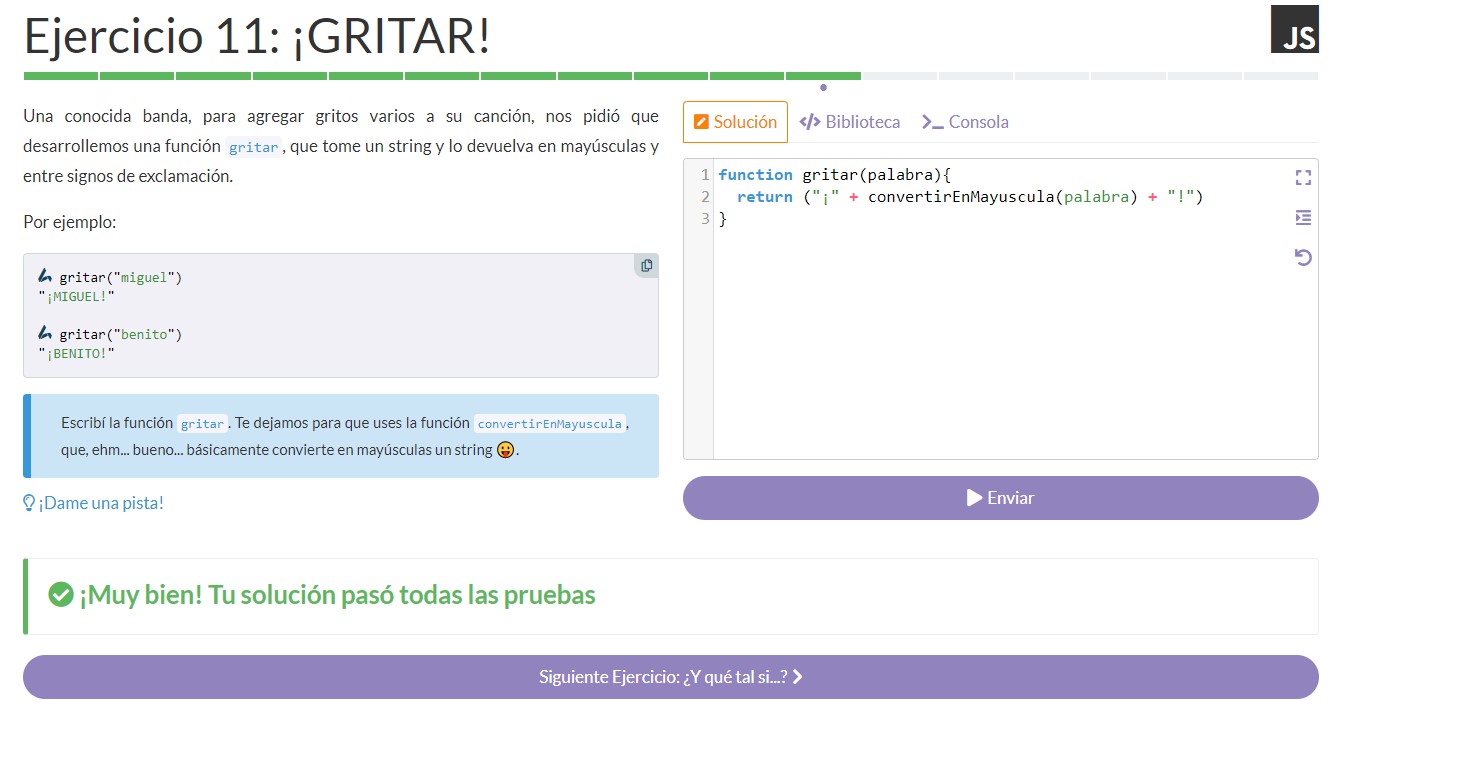 Ejercicio 11: ¡GRITAR!
JS
Una conocida banda, para agregar gritos varios a su canción, nos pidió que
desarrollemos una función gritar, que tome un string y lo devuelva en mayúsculas y
entre signos de exclamación.
Por ejemplo:
gritar("miguel")
"¡MIGUEL!"
gritar("benito")
"¡BENITO!"
Escribí la función gritar. Te dejamos para que uses la función convertirEnMayuscula,
que, ehm... bueno... básicamente convierte en mayúsculas un string 😛.
¡Dame una pista!
Solución
Biblioteca
Consola
1 function gritar(palabra){
2   return ("¡" + convertirEnMayuscula(palabra) + "!")
3 }
Enviar
¡Muy bien! Tu solución pasó todas las pruebas
Siguiente Ejercicio: ¿Y qué tal si...?